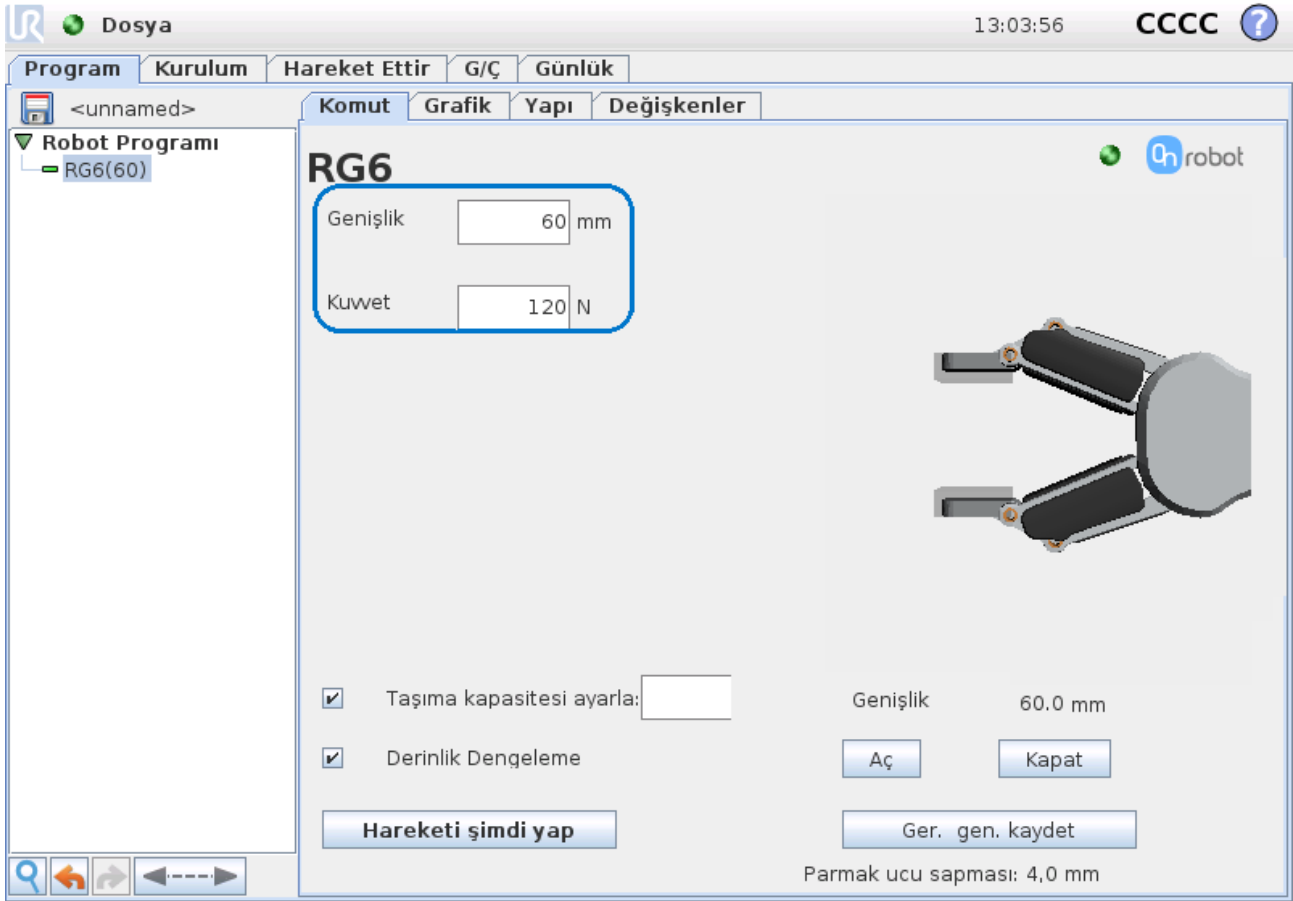 UR Dosya 13:03:56 CCCC ?
Program Kurulum Hareket Ettir G/Ç Günlük
<unnamed> Komut Grafik Yapı Değişkenler
Robot Programı
RG6(60)
RG6
On robot
Genişlik 60 mm
Kuvvet 120 N
Taşıma kapasitesi ayarla:
Genişlik 60.0 mm
Derinlik Dengeleme
Aç Kapat
Hareketi şimdi yap Ger. gen. kaydet
Parmak ucu sapması: 4,0 mm